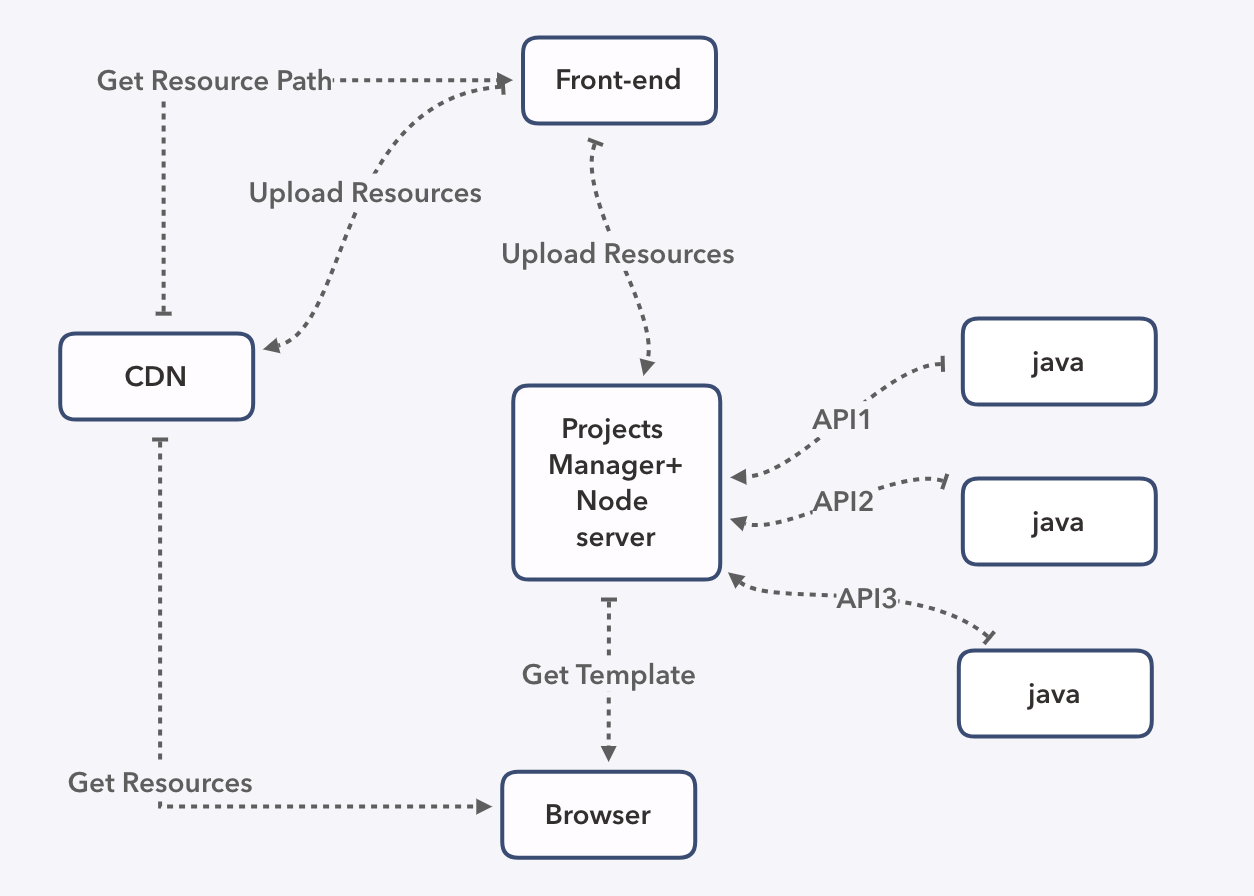 Get Resource Path
Front-end
Upload Resources
Upload Resources
CDN
java
Projects
Manager+
Node
server
API1
API2
java
API3
Get Template
java
Get Resources
Browser